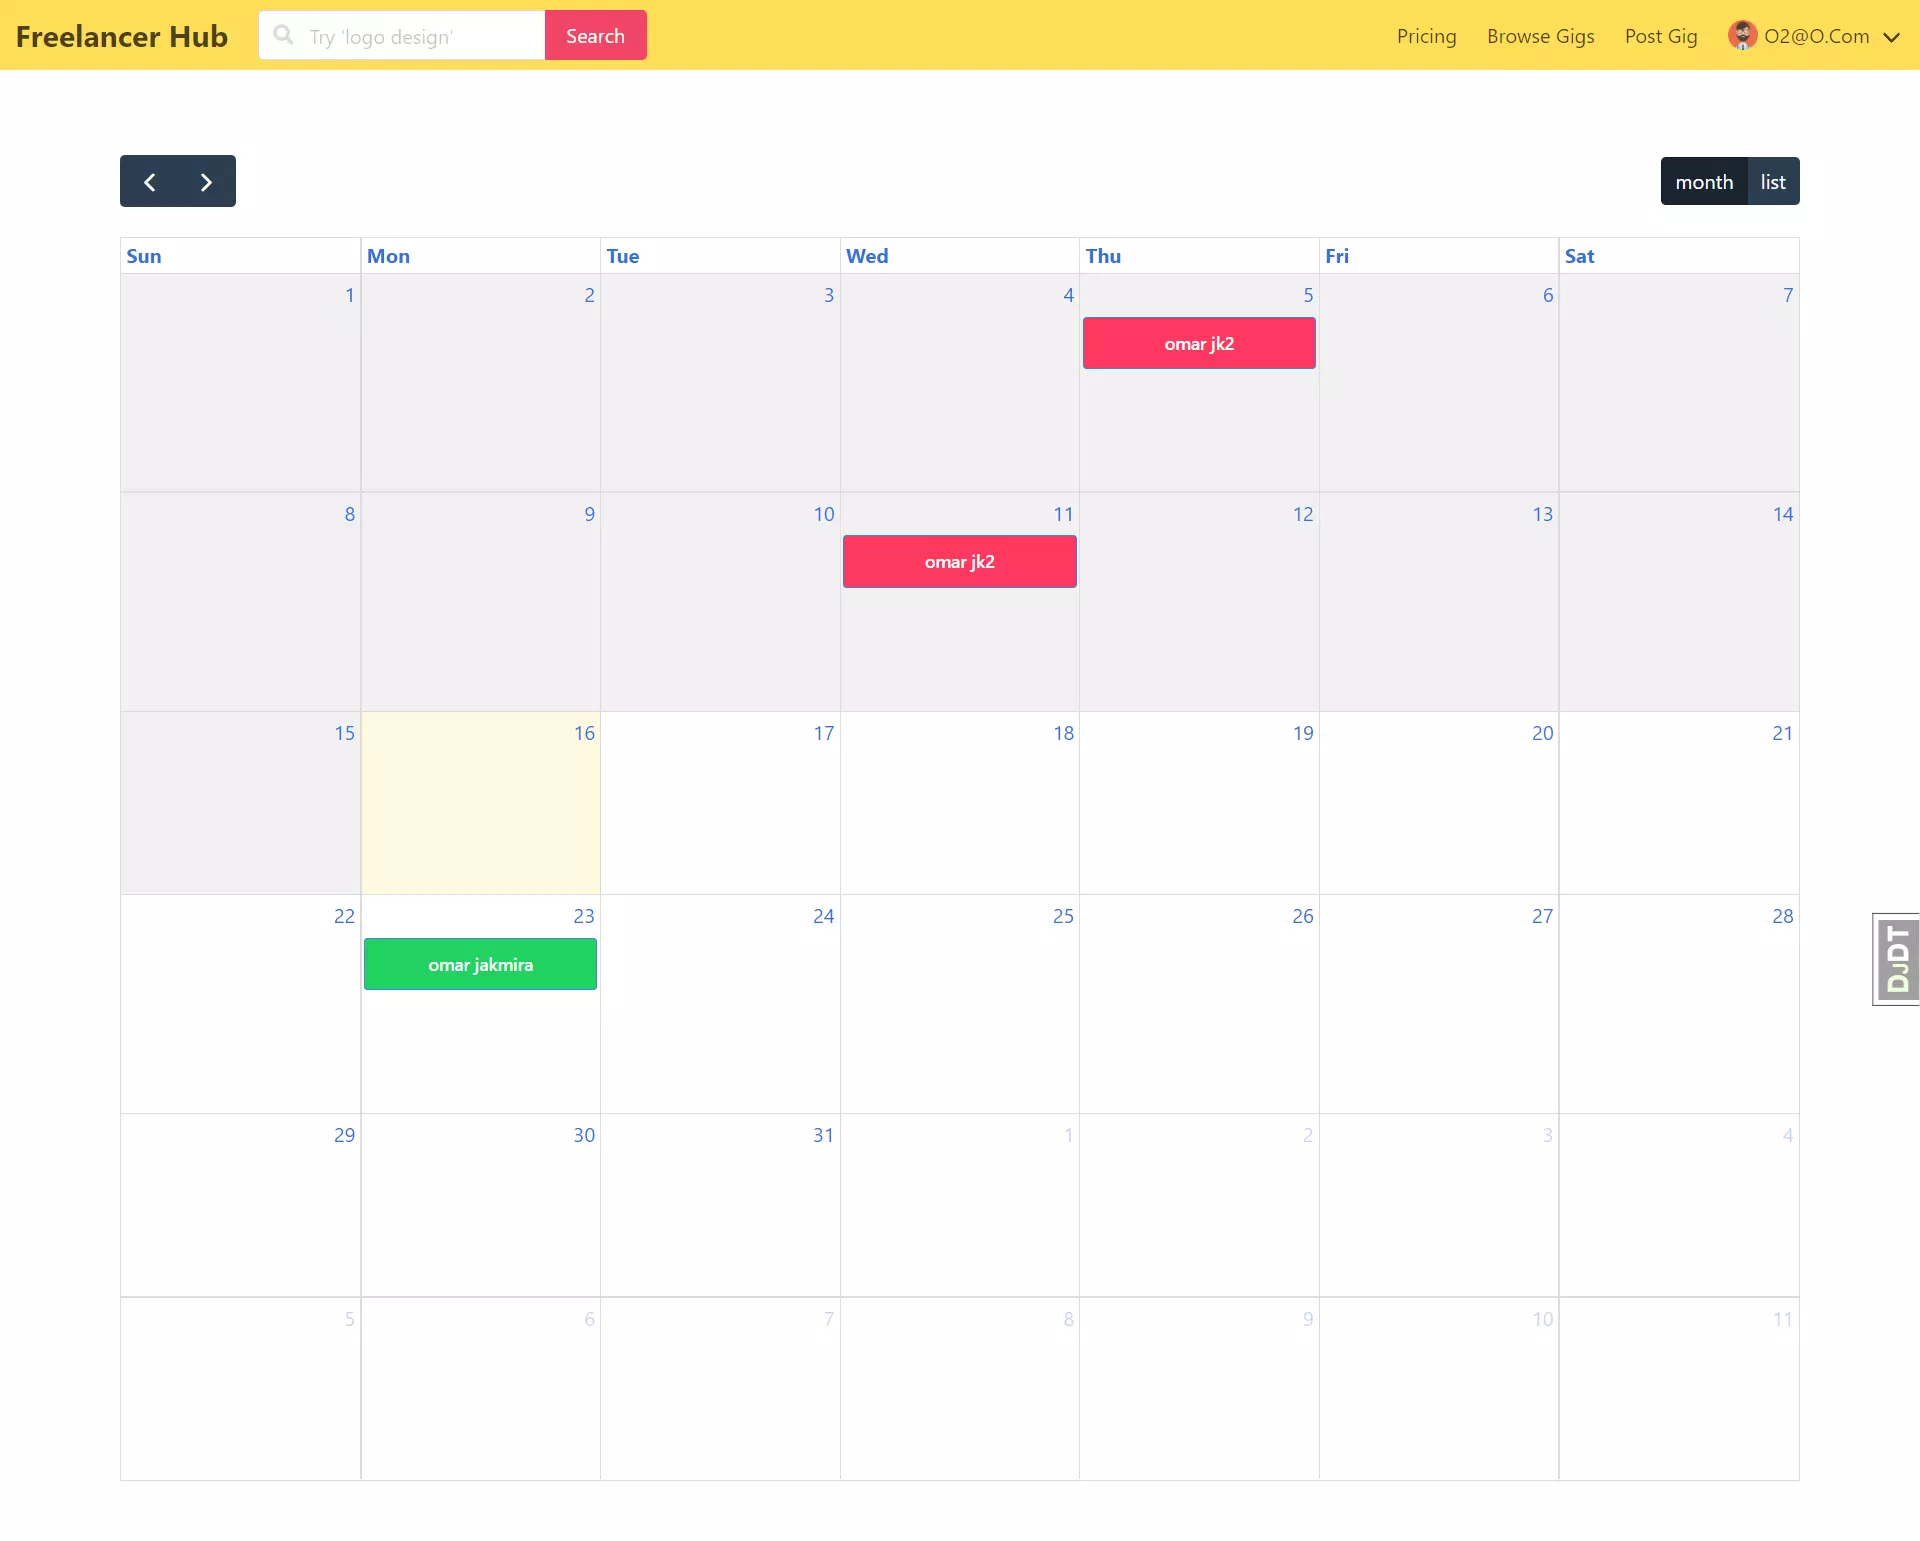 Freelancer Hub Try 'logo design' Search Pricing Browse Gigs Post Gig O2@O.Com
month list
Sun Mon Tue Wed Thu Fri Sat
1 2 3 4 5 6 7
omar jk2
8 9 10 11 12 13 14
omar jk2
15 16 17 18 19 20 21
22 23 24 25 26 27 28
omar jakmira
DJDT
29 30 31 1 2 3 4
5 6 7 8 9 10 11